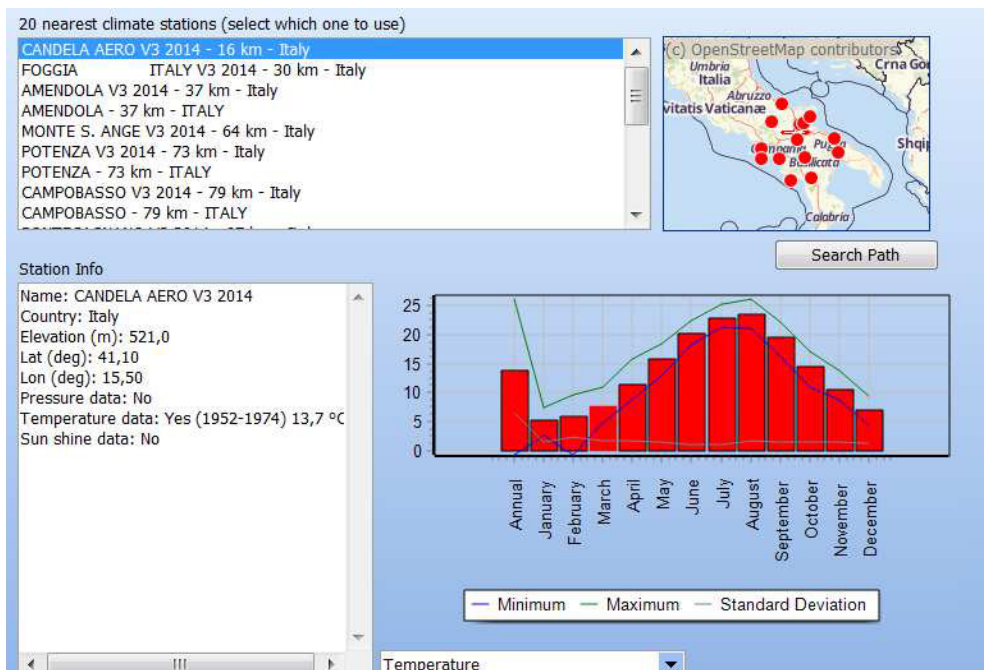 20 nearest climate stations (select which one to use)
CANDELA AERO V3 2014 - 16 km - Italy
FOGGIA ITALY V3 2014 - 30 km - Italy
AMENDOLA V3 2014 - 37 km - Italy
AMENDOLA - 37 km - ITALY
MONTE S. ANGE V3 2014 - 64 km - Italy
POTENZA V3 2014 - 73 km - Italy
POTENZA - 73 km - ITALY
CAMPOBASSO V3 2014 - 79 km - Italy
CAMPOBASSO - 79 km - ITALY
(c) OpenStreetMap contributors
Umbria
Crna Gor
Italia
Abruzzo
vitatis Vaticanæ
Shqip
Calabria
Search Path
Station Info
Name: CANDELA AERO V3 2014
Country: Italy
Elevation (m): 521,0
Lat (deg): 41,10
Lon (deg): 15,50
Pressure data: No
Temperature data: Yes (1952-1974) 13,7 ºC
Sun shine data: No
25
20
15
10
5
0
Annual
January
February
March
April
May
June
July
August
September
October
November
December
Minimum Maximum Standard Deviation
Temperature